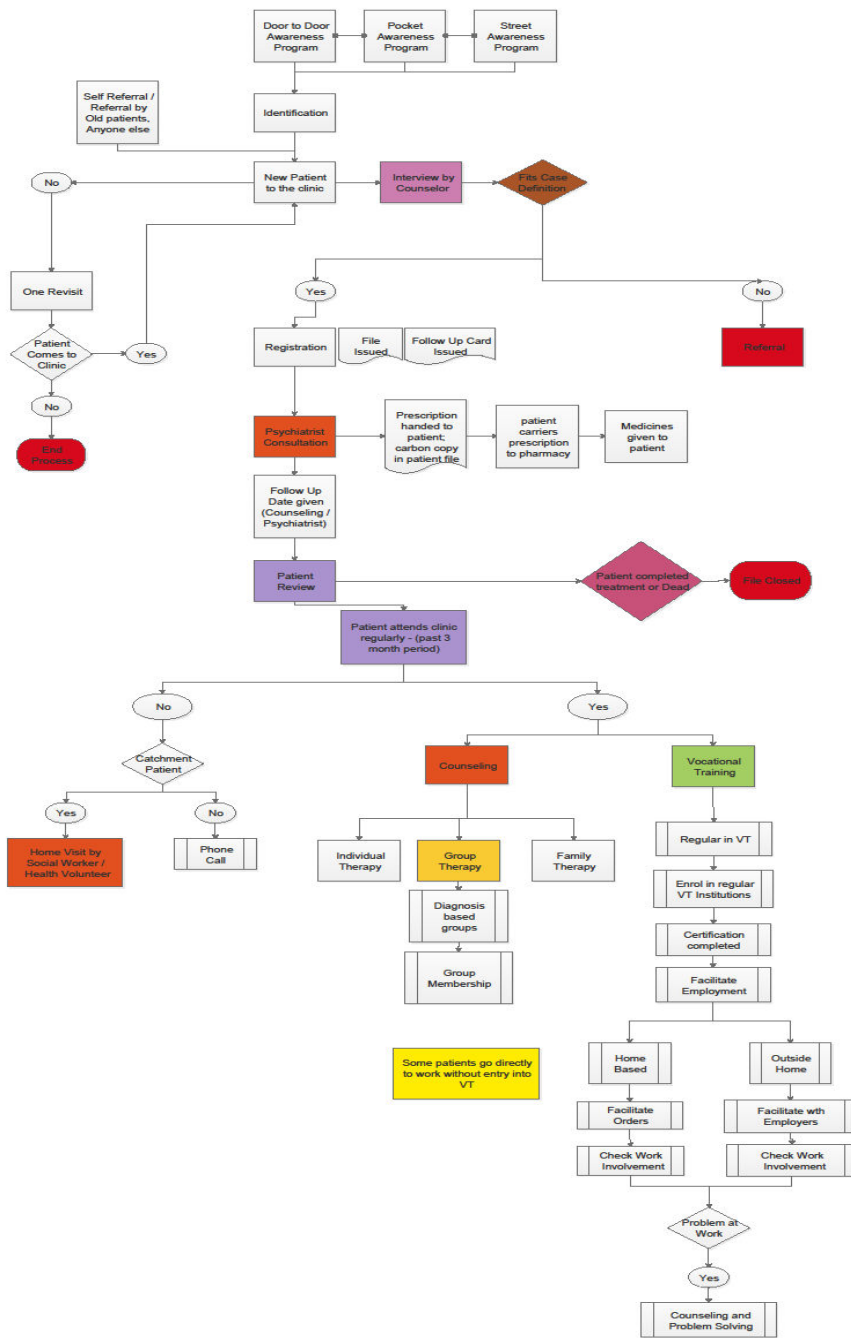 Door to Door
Awareness
Program
Pocket
Awareness
Program
Street
Awareness
Program
Self Referral /
Referral by
Old patients,
Anyone else
Identification
No
New Patient
to the clinic
Interview by
Counselor
Fits Case
Definition
One Revisit
Yes
No
Patient
Comes to
Clinic
Yes
Registration
File
Issued
Follow Up Card
Issued
Referral
No
End
Process
Psychiatrist
Consultation
Prescription
handed to
patient;
carbon copy
in patient file
patient
carriers
prescription
to pharmacy
Medicines
given to
patient
Follow Up
Date given
(Counseling /
Psychiatrist)
Patient
Review
Patient completed
treatment or Dead
File Closed
Patient attends clinic
regularly - (past 3
month period)
No
Yes
Catchment
Patient
Counseling
Vocational
Training
Yes
No
Home Visit by
Social Worker /
Health Volunteer
Phone
Call
Individual
Therapy
Group
Therapy
Family
Therapy
Regular in VT
Diagnosis
based
groups
Enrol in regular
VT Institutions
Group
Membership
Certification
completed
Facilitate
Employment
Some patients go directly
to work without entry into
VT
Home
Based
Outside
Home
Facilitate
Orders
Facilitate wth
Employers
Check Work
Involvement
Check Work
Involvement
Problem at
Work
Yes
Counseling and
Problem Solving